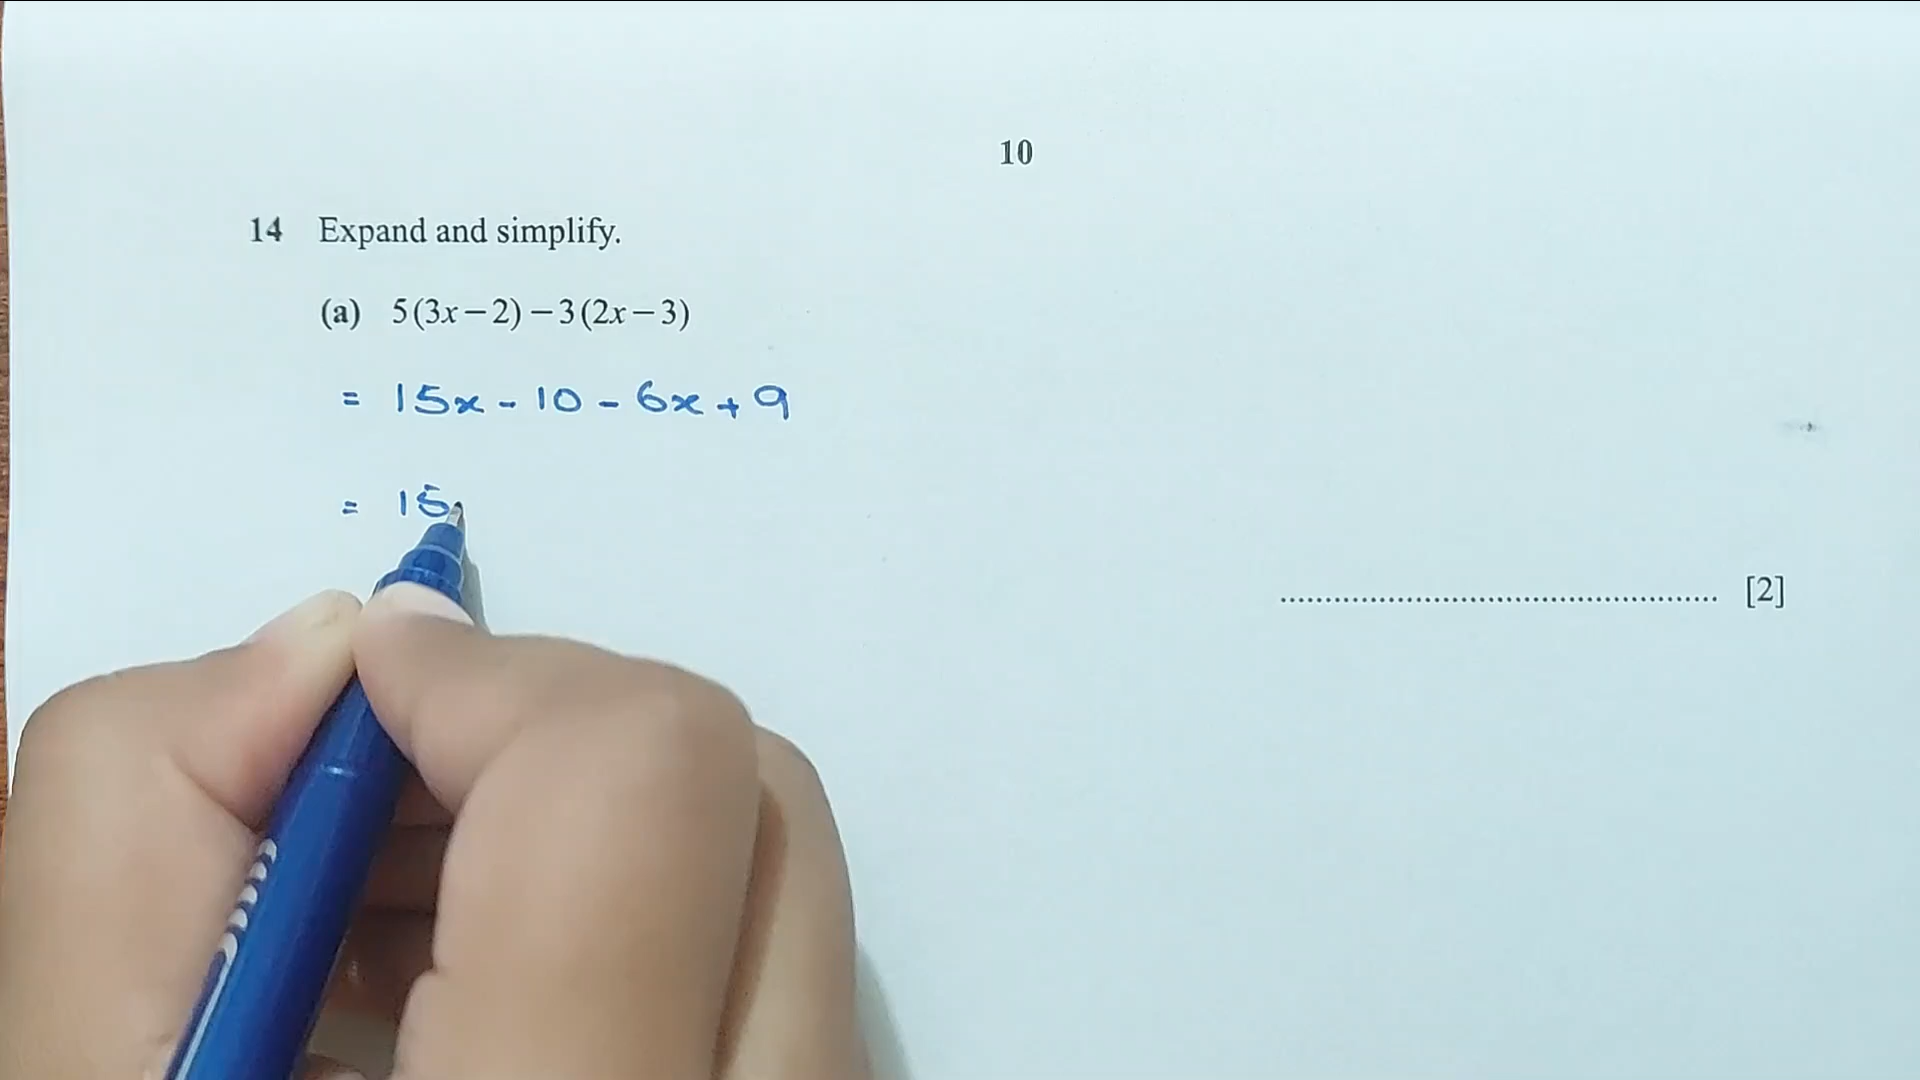 10
14 Expand and simplify.
(a) 5(3x−2)−3(2x−3)
= 15x - 10 - 6x + 9
= 15
.................................................. [2]